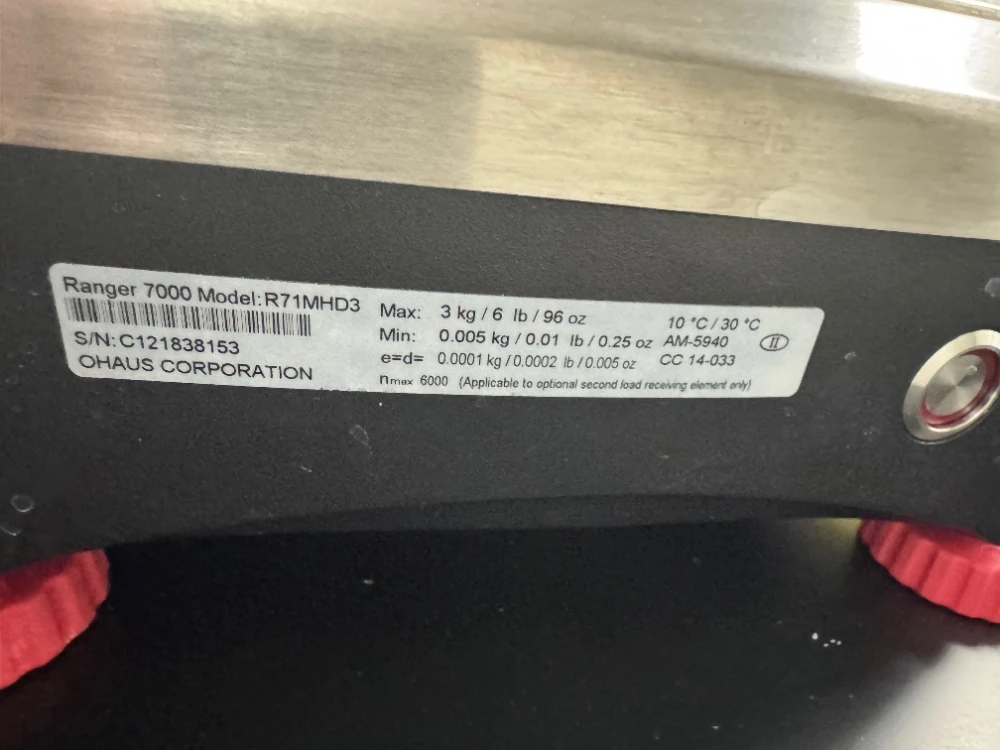 Ranger 7000 Model:R71MHD3
S/N:C121838153
OHAUS CORPORATION
Max: 3 kg / 6 lb / 96 oz
Min: 0.005 kg / 0.01 lb / 0.25 oz
e=d= 0.0001 kg / 0.0002 lb / 0.005 oz
nmax 6000 (Applicable to optional second load receiving element only)
10 °C / 30 °C
AM-5940
CC 14-033
II